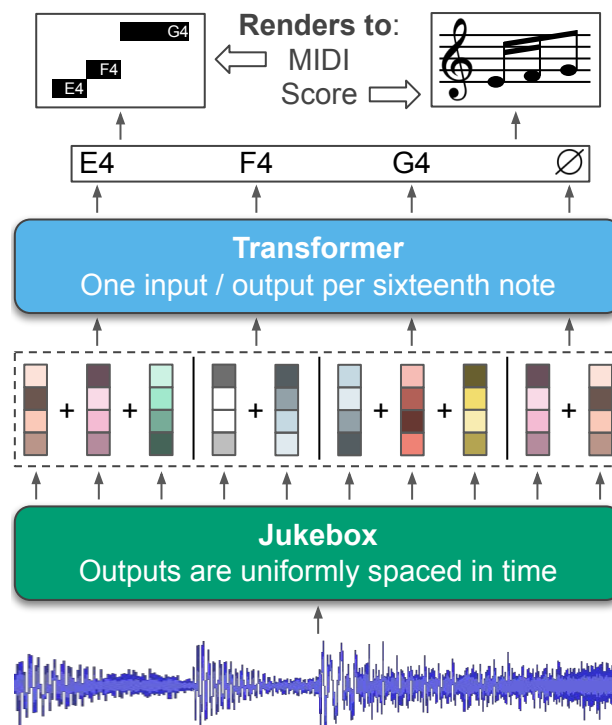 Renders to:
MIDI
Score
G4
F4
E4
E4 F4 G4 ∅
Transformer
One input / output per sixteenth note
+ + + + + +
Jukebox
Outputs are uniformly spaced in time